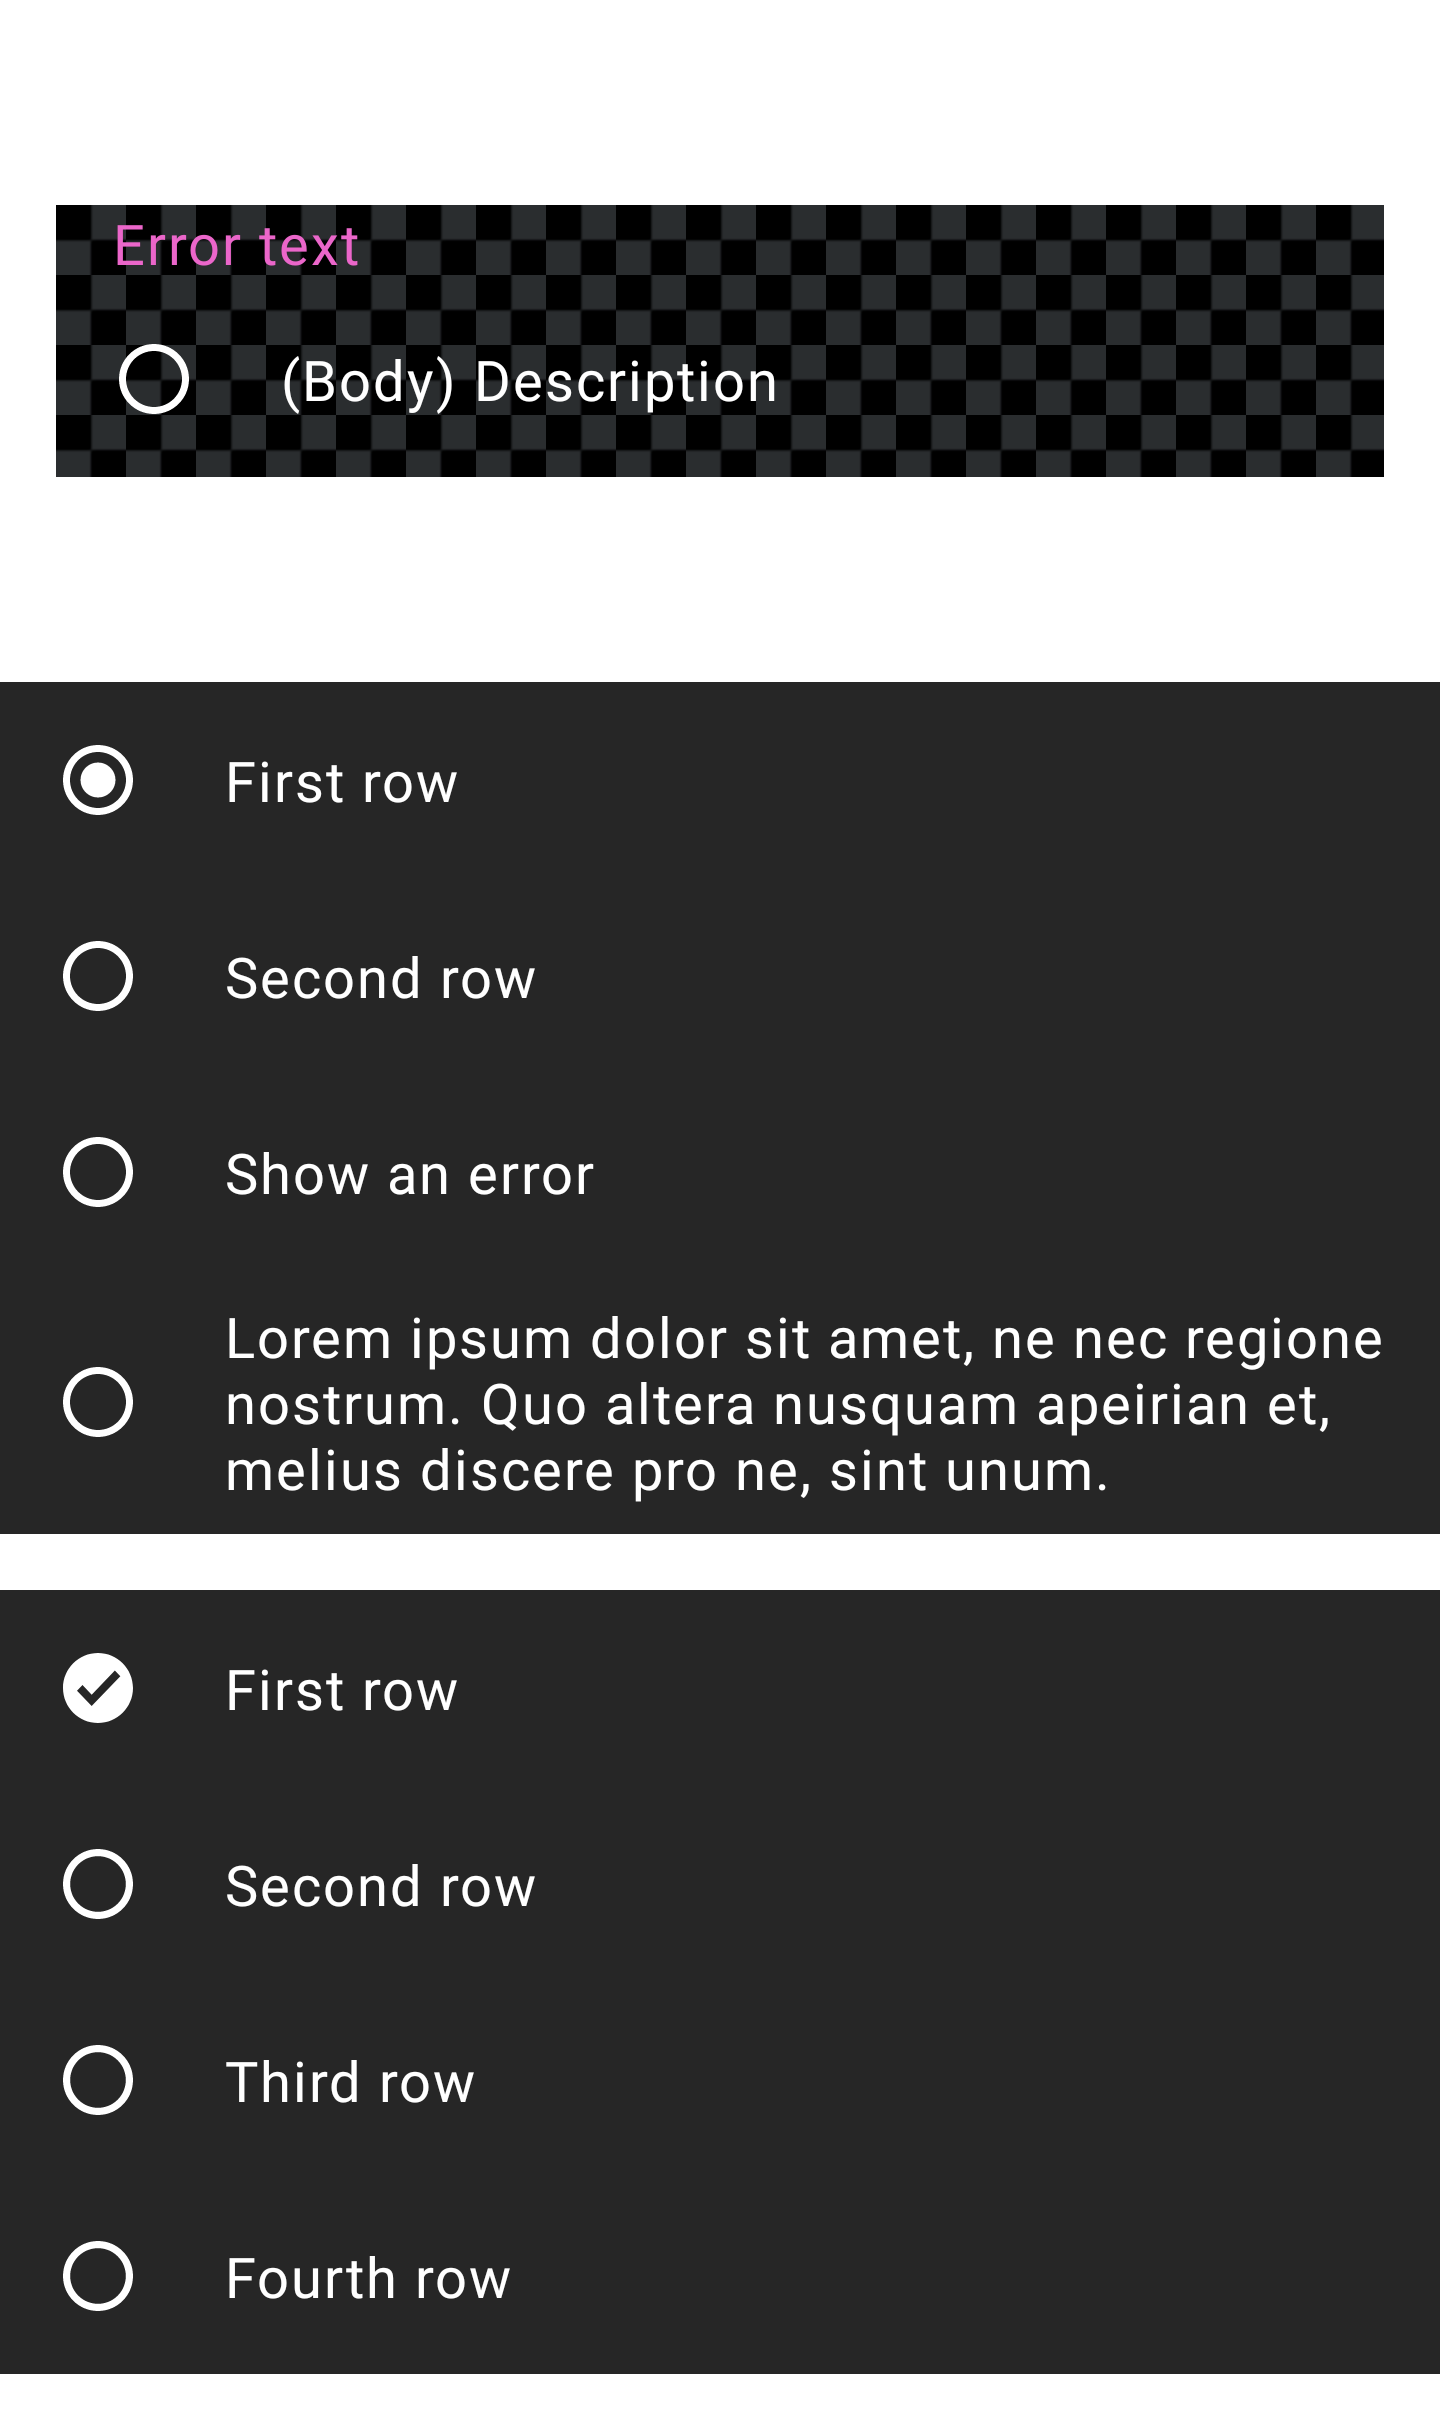 Error text
(Body) Description
First row
Second row
Show an error
Lorem ipsum dolor sit amet, ne nec regione
nostrum. Quo altera nusquam apeirian et,
melius discere pro ne, sint unum.
First row
Second row
Third row
Fourth row